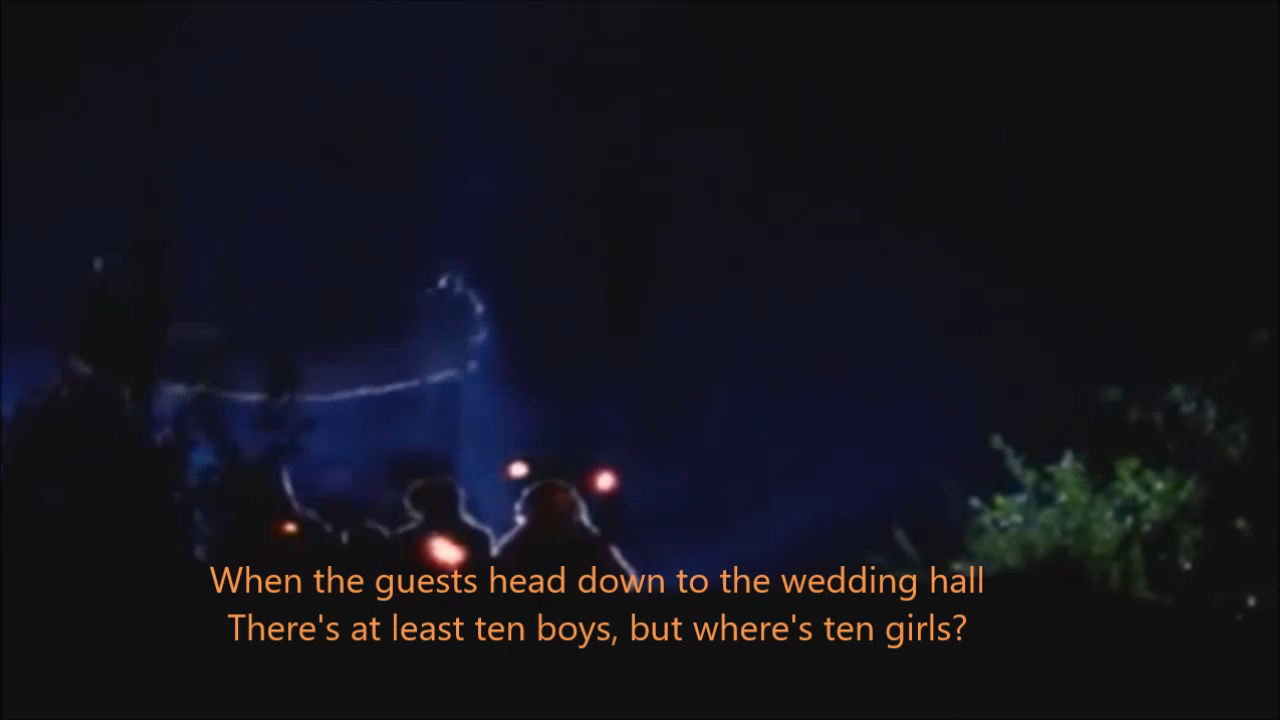 When the guests head down to the wedding hall
There's at least ten boys, but where's ten girls?